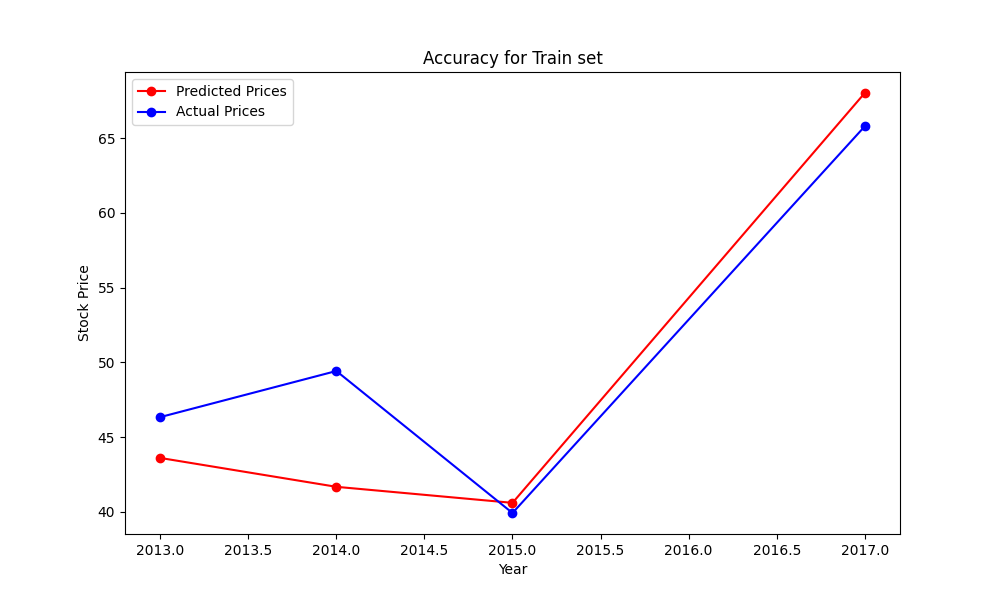 Accuracy for Train set
Predicted Prices
Actual Prices
65
60
55
50
45
40
Stock Price
2013.0 2013.5 2014.0 2014.5 2015.0 2015.5 2016.0 2016.5 2017.0
Year